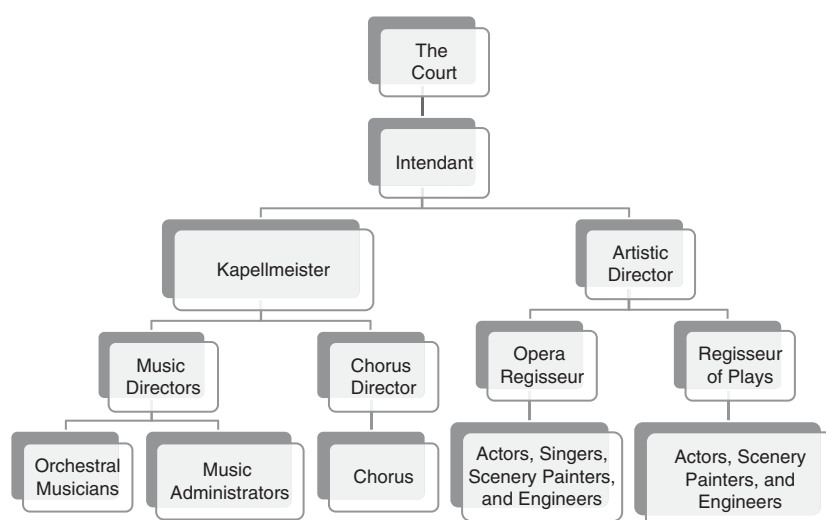 The
Court
Intendant
Kapellmeister
Artistic
Director
Music
Directors
Chorus
Director
Opera
Regisseur
Regisseur
of Plays
Orchestral
Musicians
Music
Administrators
Chorus
Actors, Singers,
Scenery Painters,
and Engineers
Actors, Scenery
Painters, and
Engineers